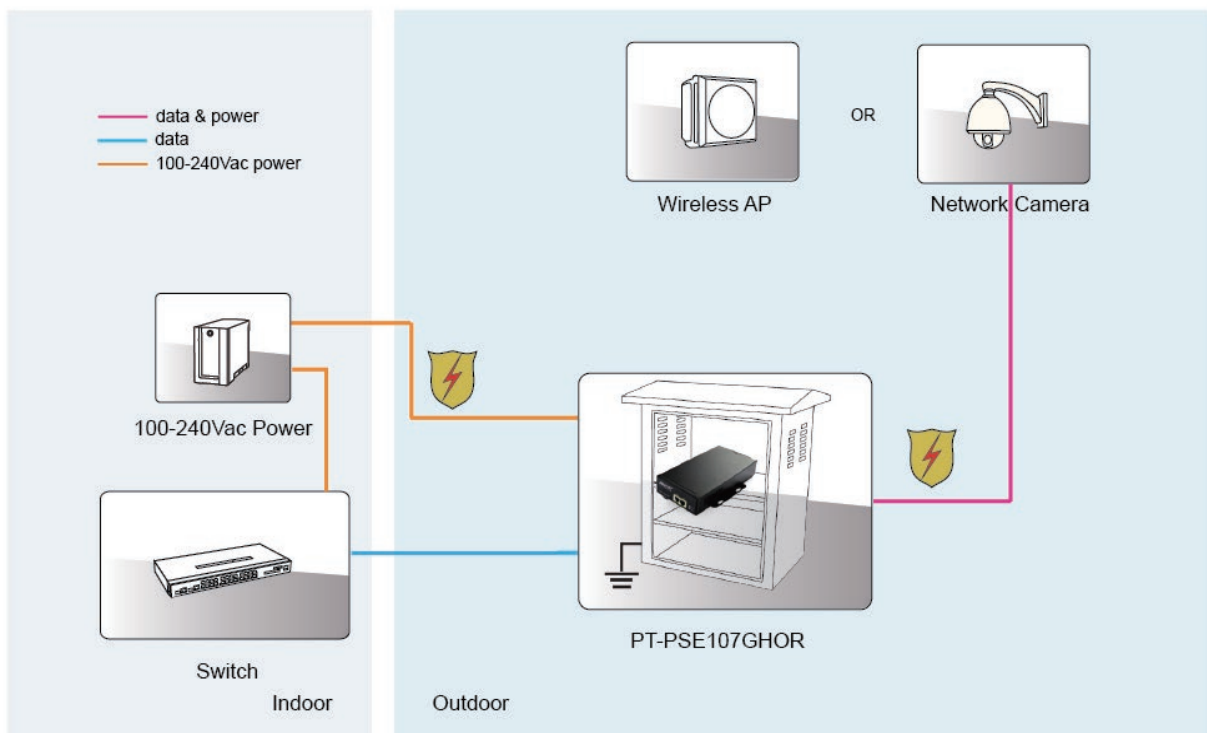 data & power
data
100-240Vac power
Wireless AP
OR
Network Camera
100-240Vac Power
PT-PSE107GHOR
Switch
Indoor
Outdoor